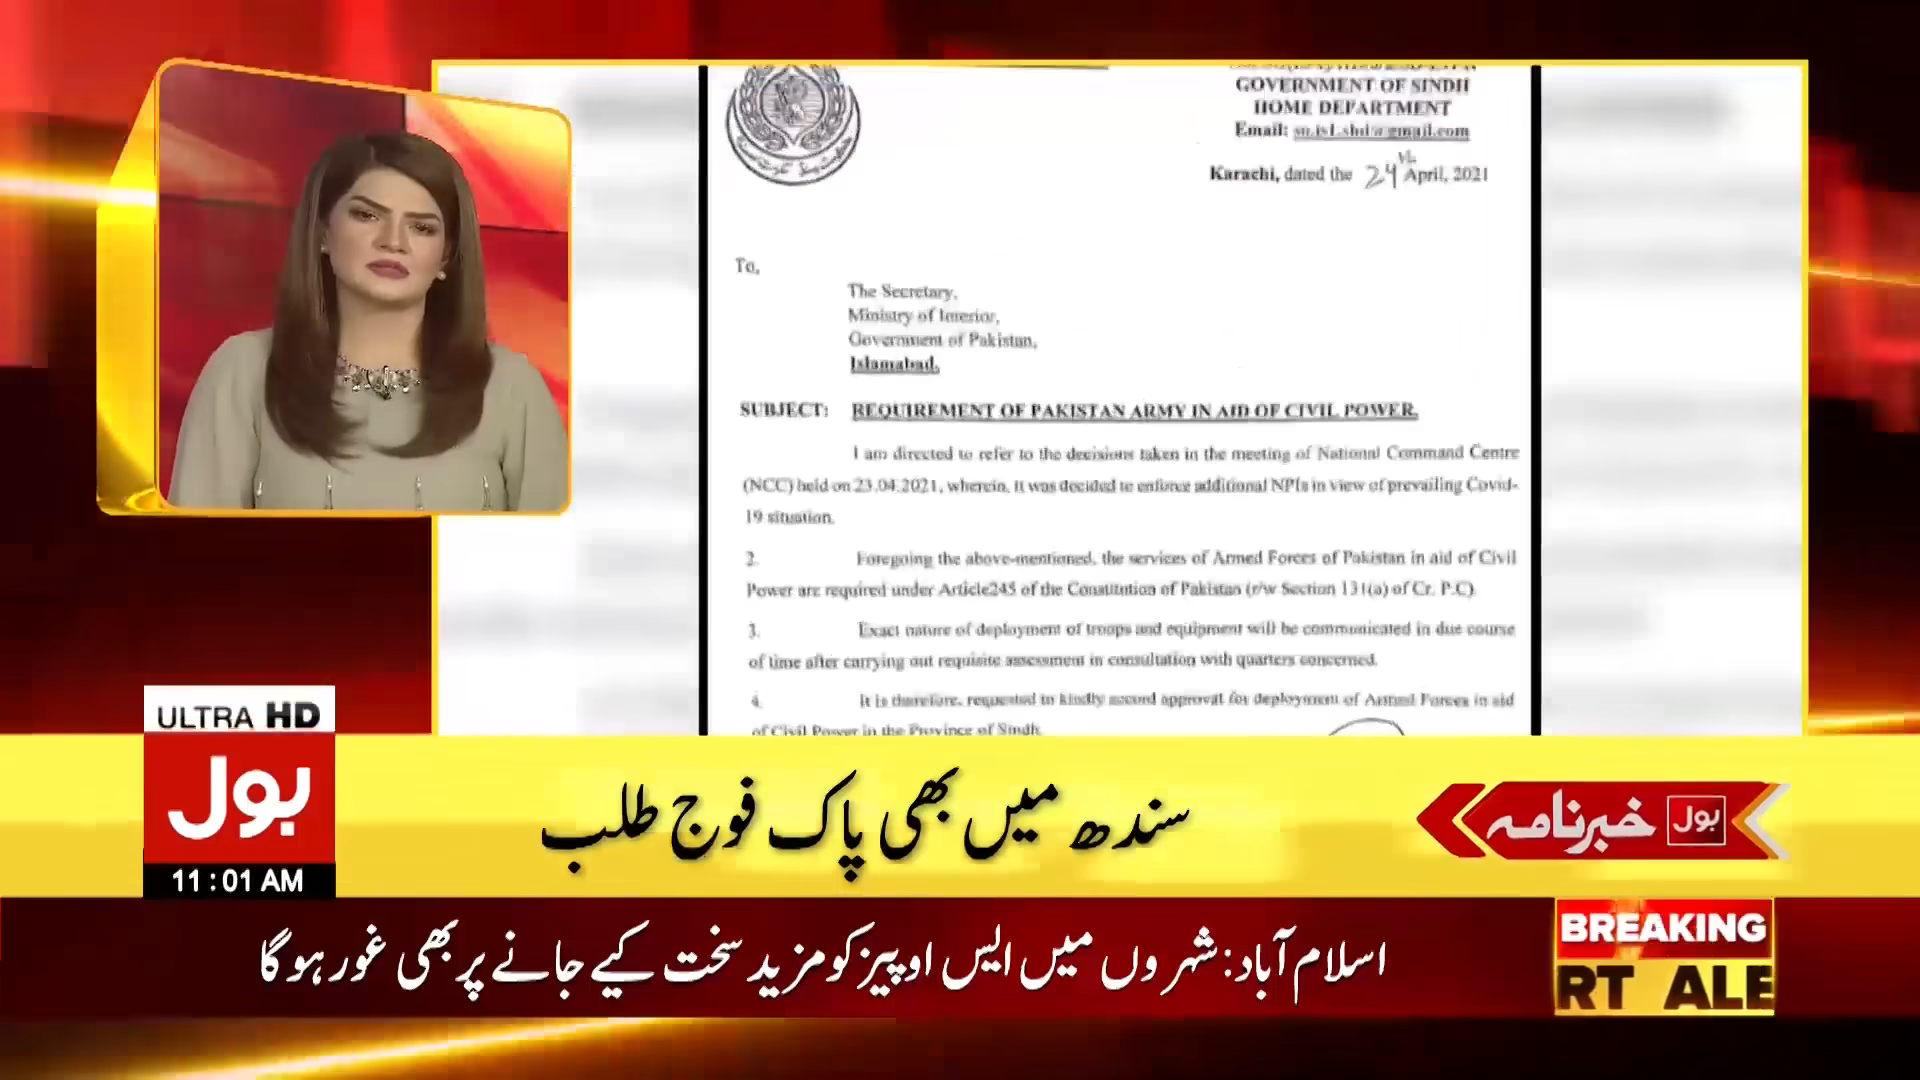 GOVERNMENT OF SINDH
HOME DEPARTMENT
Email: so.is1.shd@gmail.com
Karachi, dated the 24th April, 2021
To,
The Secretary,
Ministry of Interior,
Government of Pakistan,
Islamabad.
SUBJECT: REQUIREMENT OF PAKISTAN ARMY IN AID OF CIVIL POWER.
I am directed to refer to the decisions taken in the meeting of National Command Centre
(NCC) held on 23.04.2021, wherein, it was decided to enforce additional NPIs in view of prevailing Covid-
19 situation.
2. Foregoing the above-mentioned, the services of Armed Forces of Pakistan in aid of Civil
Power are required under Article245 of the Constitution of Pakistan (r/w Section 131(a) of Cr. P.C).
3. Exact nature of deployment of troops and equipment will be communicated in due course
of time after carrying out requisite assessment in consultation with quarters concerned.
4. It is therefore, requested to kindly accord approval for deployment of Armed Forces in aid
of Civil Power in the Province of Sindh.
ULTRA HD
بول
11:01 AM
سندھ میں بھی پاک فوج طلب
بول خبرنامہ
اسلام آباد: شہروں میں ایس اوپیز کو مزید سخت کیے جانے پر بھی غور ہوگا
BREAKING
RT ALE